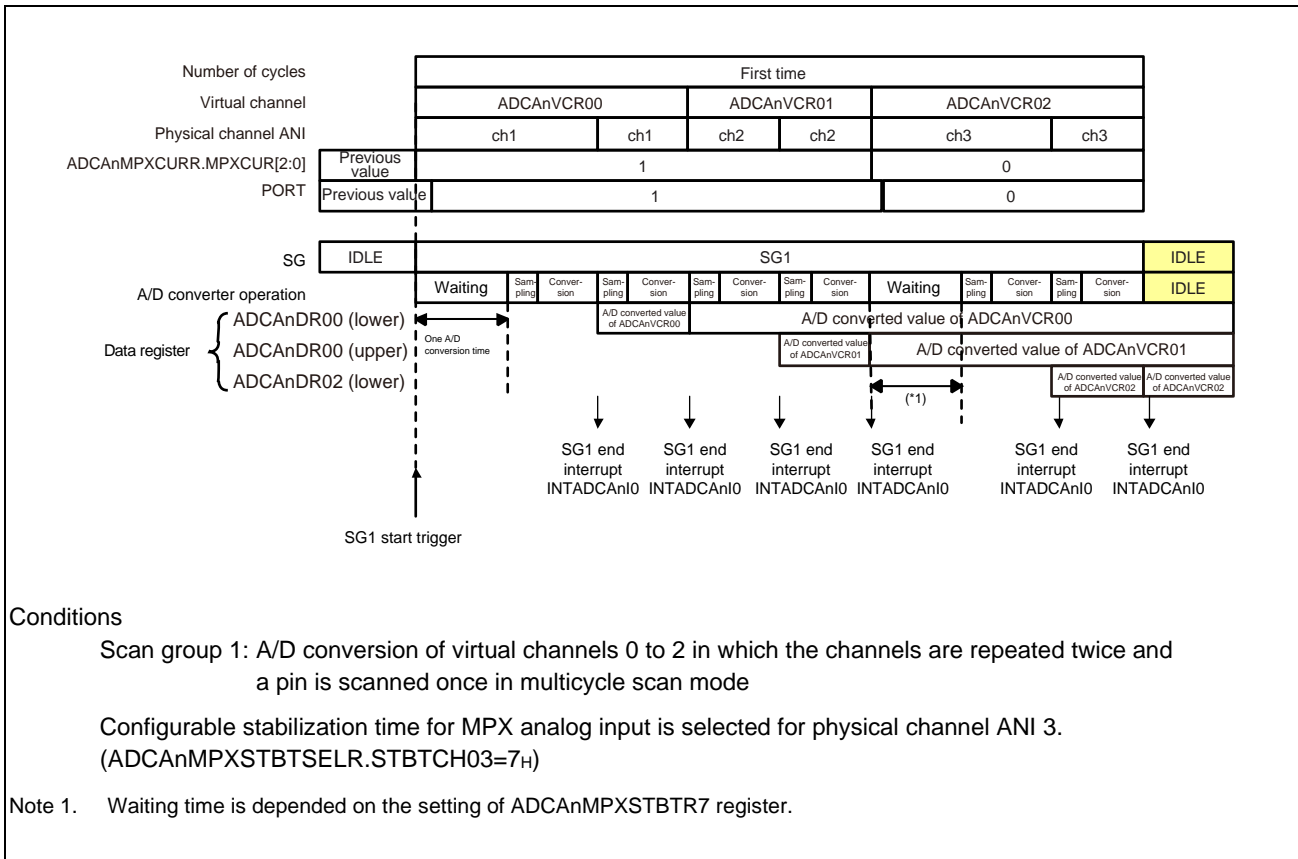 Number of cycles First time
Virtual channel ADCAnVCR00 ADCAnVCR01 ADCAnVCR02
Physical channel ANI ch1 ch1 ch2 ch2 ch3 ch3
ADCAnMPXCURR.MPXCUR[2:0] Previous value 1 0
PORT Previous value 1 0
SG IDLE SG1 IDLE
A/D converter operation Waiting Sam-pling Conver-sion Sam-pling Conver-sion Sam-pling Conver-sion Sam-pling Conver-sion Waiting Sam-pling Conver-sion Sam-pling Conver-sion IDLE
Data register
ADCAnDR00 (lower) A/D converted value of ADCAnVCR00 A/D converted value of ADCAnVCR00
One A/D conversion time
ADCAnDR00 (upper) A/D converted value of ADCAnVCR01 A/D converted value of ADCAnVCR01
ADCAnDR02 (lower) A/D converted value of ADCAnVCR02 A/D converted value of ADCAnVCR02
(*1)
SG1 end SG1 end SG1 end SG1 end SG1 end SG1 end
interrupt interrupt interrupt interrupt interrupt interrupt
INTADCAnI0 INTADCAnI0 INTADCAnI0 INTADCAnI0 INTADCAnI0 INTADCAnI0
SG1 start trigger
Conditions
Scan group 1: A/D conversion of virtual channels 0 to 2 in which the channels are repeated twice and
a pin is scanned once in multicycle scan mode
Configurable stabilization time for MPX analog input is selected for physical channel ANI 3.
(ADCAnMPXSTBTSELR.STBTCH03=7H)
Note 1. Waiting time is depended on the setting of ADCAnMPXSTBTR7 register.